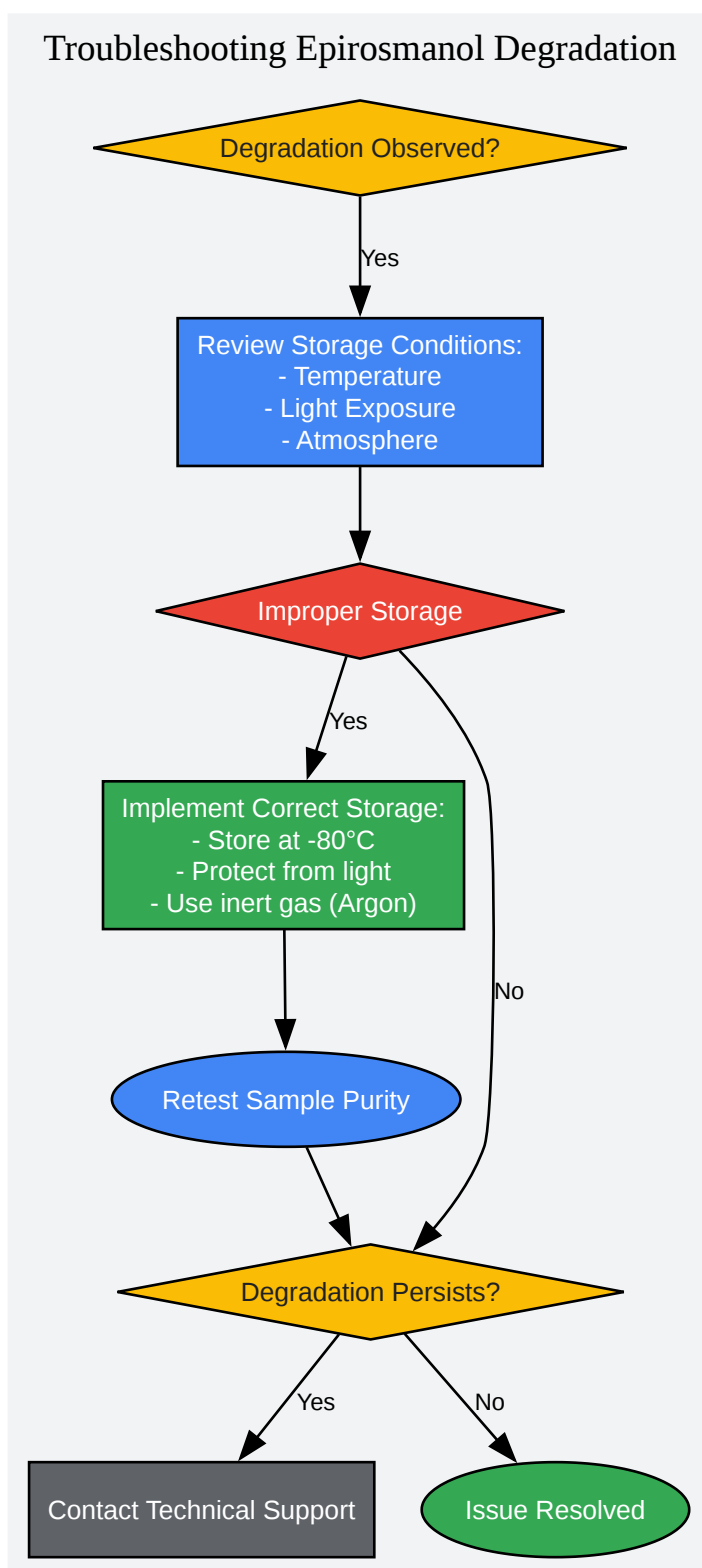 Troubleshooting Epirosmanol Degradation
Degradation Observed?
Yes
Review Storage Conditions:
- Temperature
- Light Exposure
- Atmosphere
Improper Storage
Yes
Implement Correct Storage:
- Store at -80°C
- Protect from light
- Use inert gas (Argon)
No
Retest Sample Purity
Degradation Persists?
Yes
No
Contact Technical Support
Issue Resolved